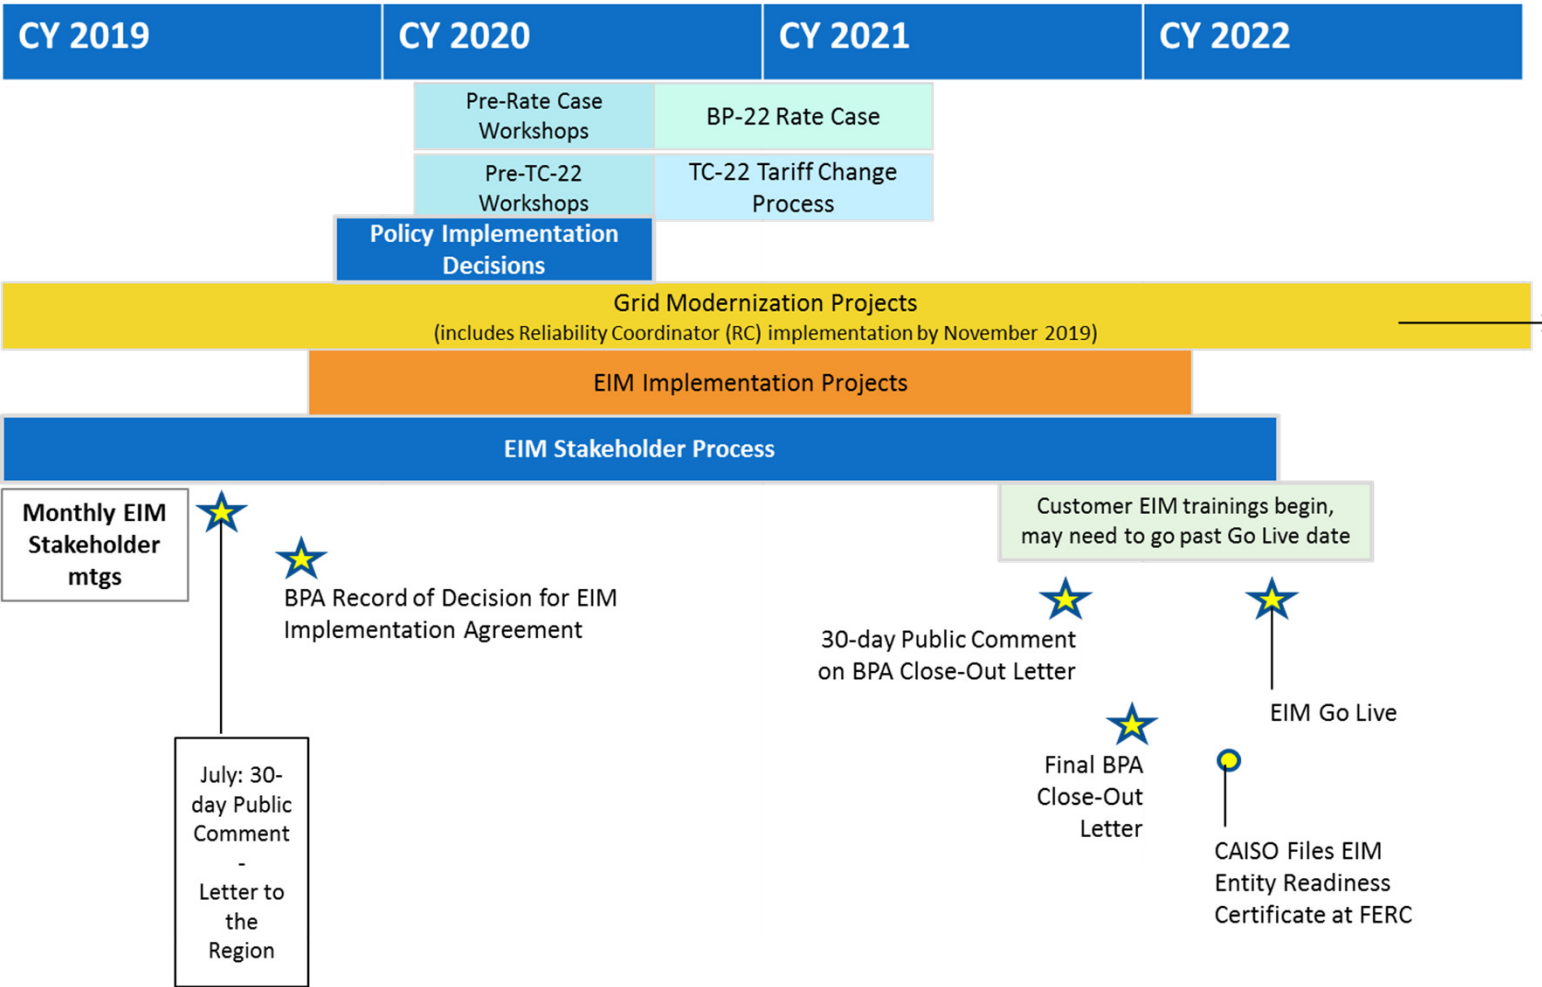 CY 2019
CY 2020
CY 2021
CY 2022
Pre-Rate Case
Workshops
BP-22 Rate Case
Pre-TC-22
Workshops
TC-22 Tariff Change
Process
Policy Implementation
Decisions
Grid Modernization Projects
(includes Reliability Coordinator (RC) implementation by November 2019)
EIM Implementation Projects
EIM Stakeholder Process
Monthly EIM
Stakeholder
mtgs
Customer EIM trainings begin,
may need to go past Go Live date
BPA Record of Decision for EIM
Implementation Agreement
30-day Public Comment
on BPA Close-Out Letter
EIM Go Live
Final BPA
Close-Out
Letter
July: 30-
day Public
Comment
-
Letter to
the
Region
CAISO Files EIM
Entity Readiness
Certificate at FERC